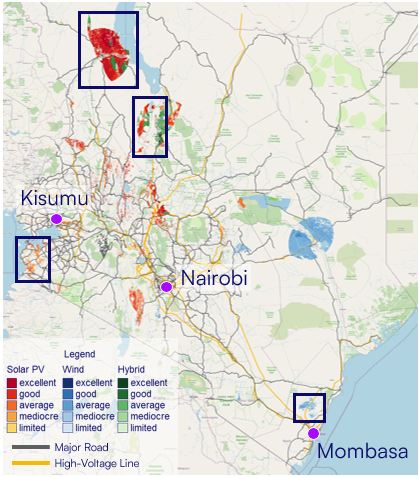 Kisumu
Nairobi
Legend
Solar PV Wind Hybrid
excellent excellent excellent
good good good
average average average
mediocre mediocre mediocre
limited limited limited
Major Road
High-Voltage Line
Mombasa